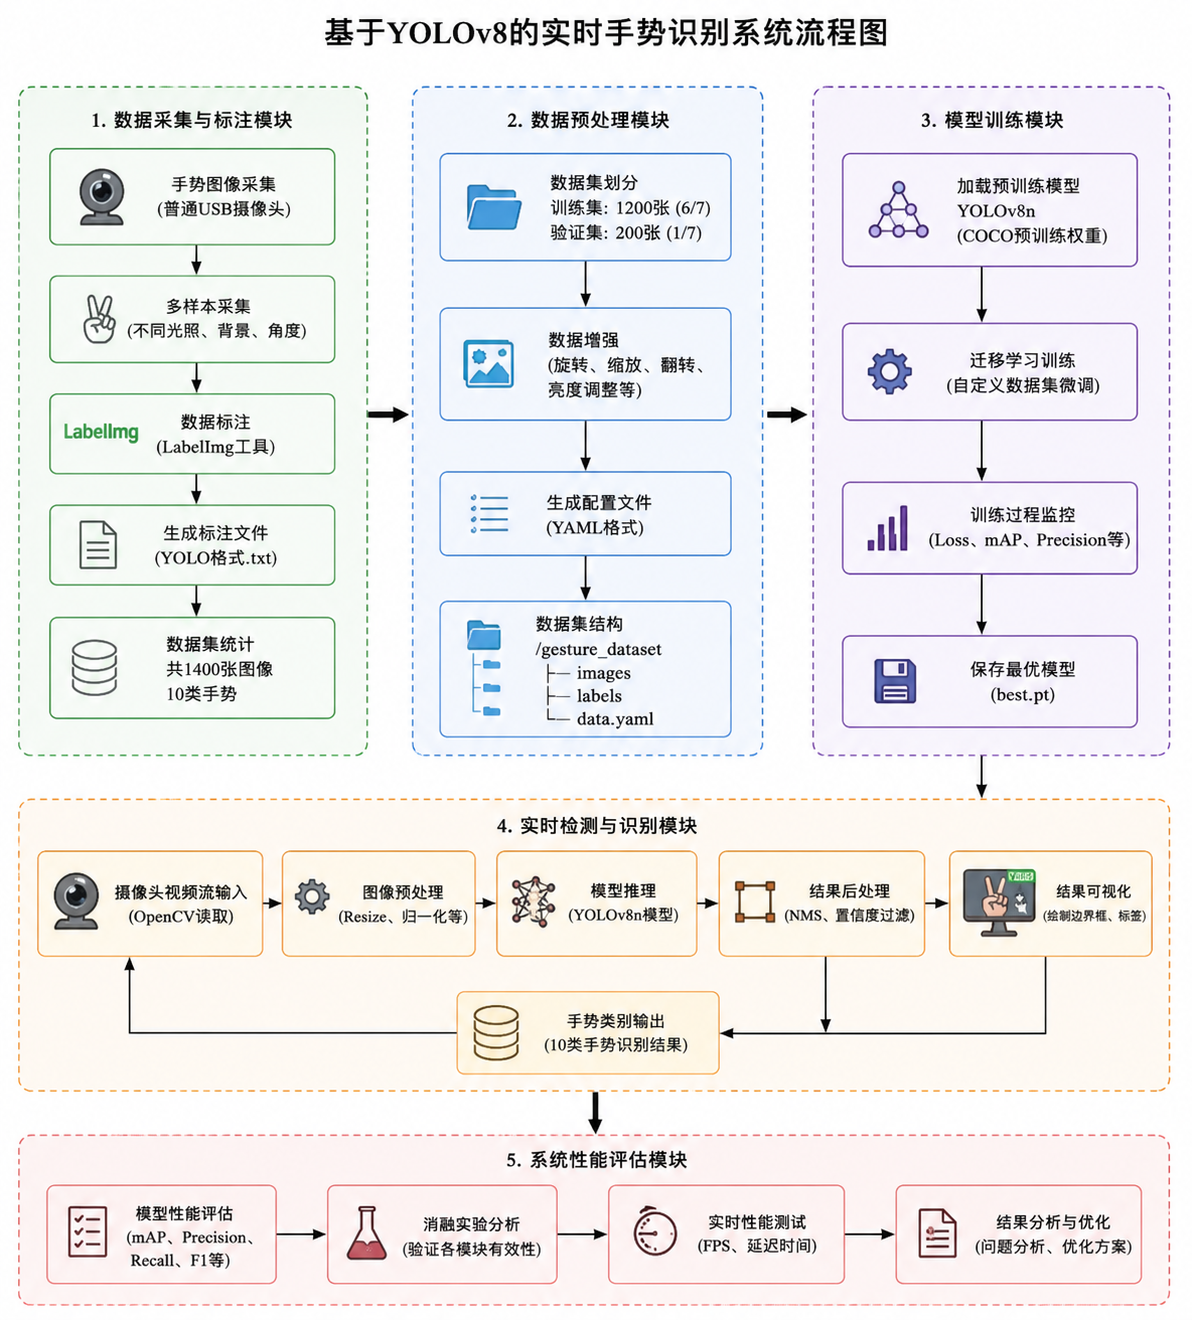 基于YOLOv8的实时手势识别系统流程图
1. 数据采集与标注模块
手势图像采集
(普通USB摄像头)
多样本采集
(不同光照、背景、角度)
LabelImg
数据标注
(LabelImg工具)
生成标注文件
(YOLO格式.txt)
数据集统计
共1400张图像
10类手势
2. 数据预处理模块
数据集划分
训练集: 1200张 (6/7)
验证集: 200张 (1/7)
数据增强
(旋转、缩放、翻转、
亮度调整等)
生成配置文件
(YAML格式)
数据集结构
/gesture_dataset
├─ images
├─ labels
└─ data.yaml
3. 模型训练模块
加载预训练模型
YOLOv8n
(COCO预训练权重)
迁移学习训练
(自定义数据集微调)
训练过程监控
(Loss、mAP、Precision等)
保存最优模型
(best.pt)
4. 实时检测与识别模块
摄像头视频流输入
(OpenCV读取)
图像预处理
(Resize、归一化等)
模型推理
(YOLOv8n模型)
结果后处理
(NMS、置信度过滤)
结果可视化
(绘制边界框、标签)
手势类别输出
(10类手势识别结果)
5. 系统性能评估模块
模型性能评估
(mAP、Precision、
Recall、F1等)
消融实验分析
(验证各模块有效性)
实时性能测试
(FPS、延迟时间)
结果分析与优化
(问题分析、优化方案)